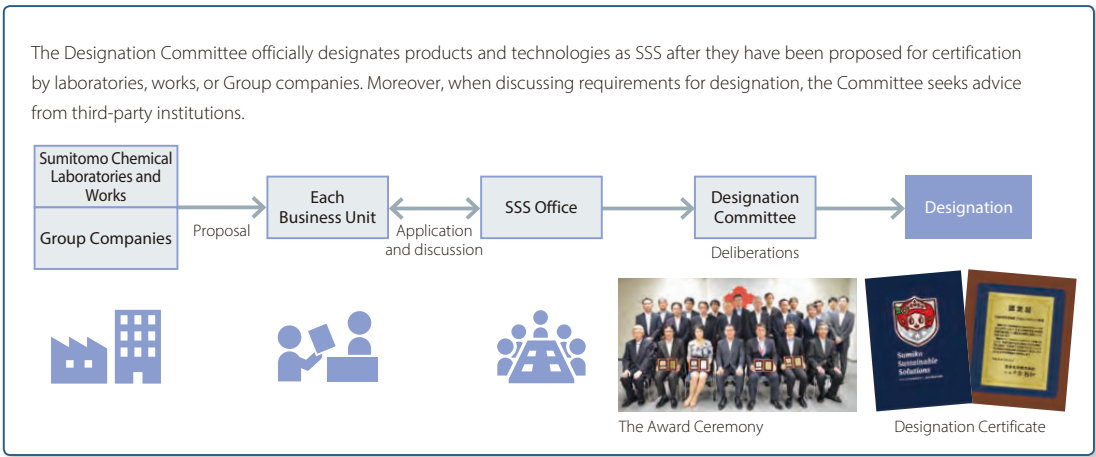 The Designation Committee officially designates products and technologies as SSS after they have been proposed for certification
by laboratories, works, or Group companies. Moreover, when discussing requirements for designation, the Committee seeks advice
from third-party institutions.
Sumitomo Chemical
Laboratories and
Works
Group Companies
Proposal
Each
Business Unit
Application
and discussion
SSS Office
Designation
Committee
Deliberations
Designation
The Award Ceremony
Sumika
Sustainable
Solutions
認定証
Designation Certificate